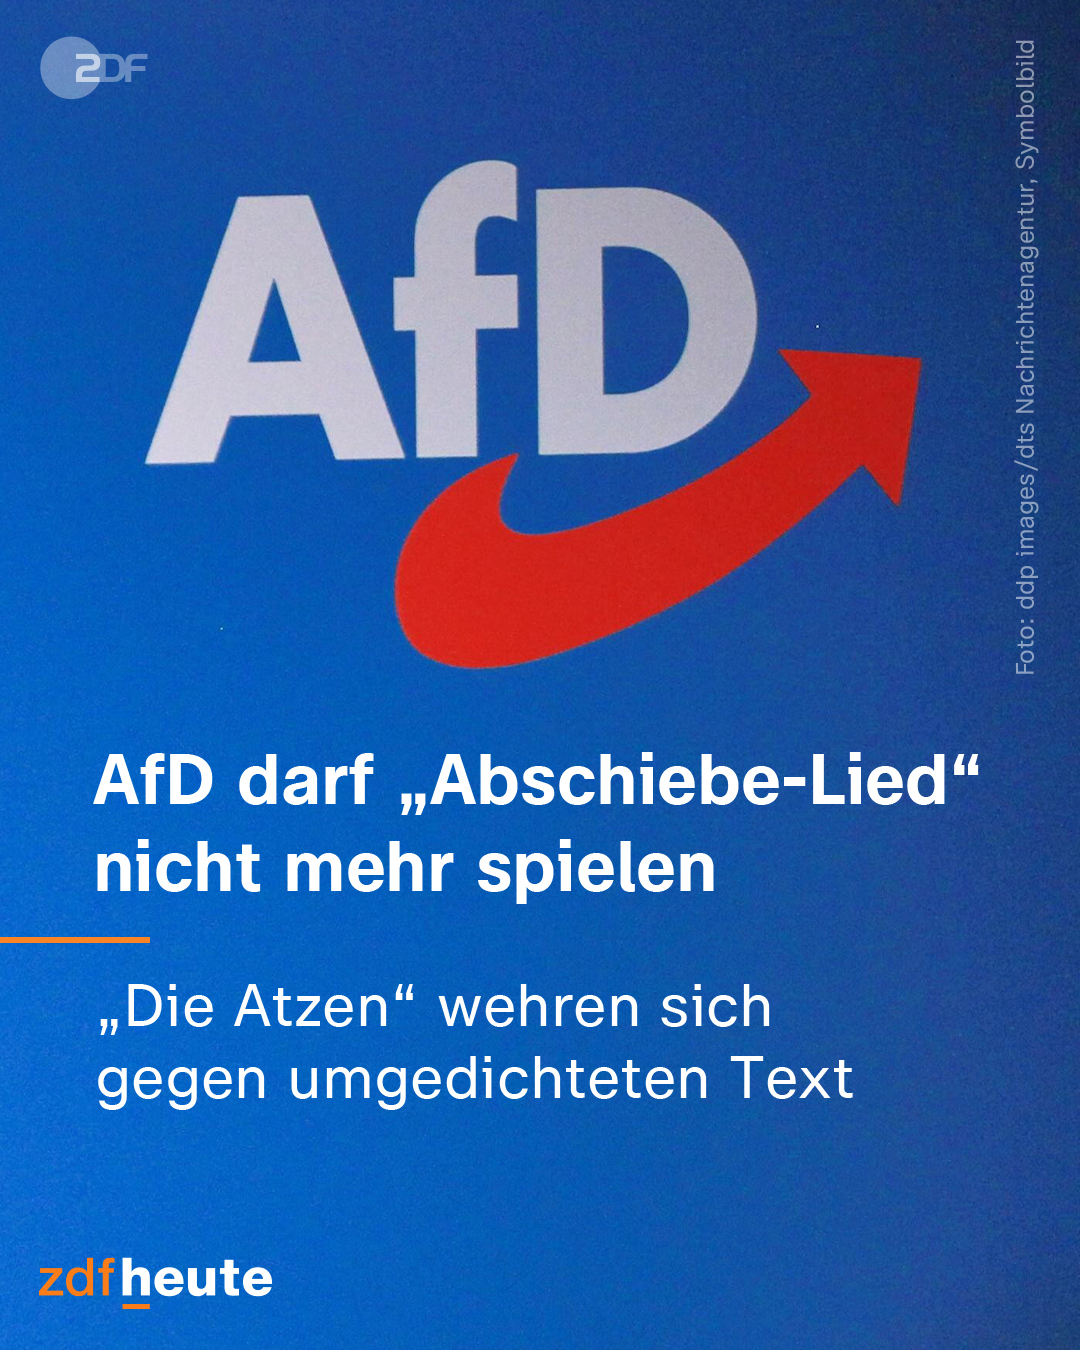 ZDF
Foto: ddp images/dts Nachrichtenagentur, Symbolbild
AfD
AfD darf „Abschiebe-Lied“
nicht mehr spielen
„Die Atzen“ wehren sich
gegen umgedichteten Text
zdfheute